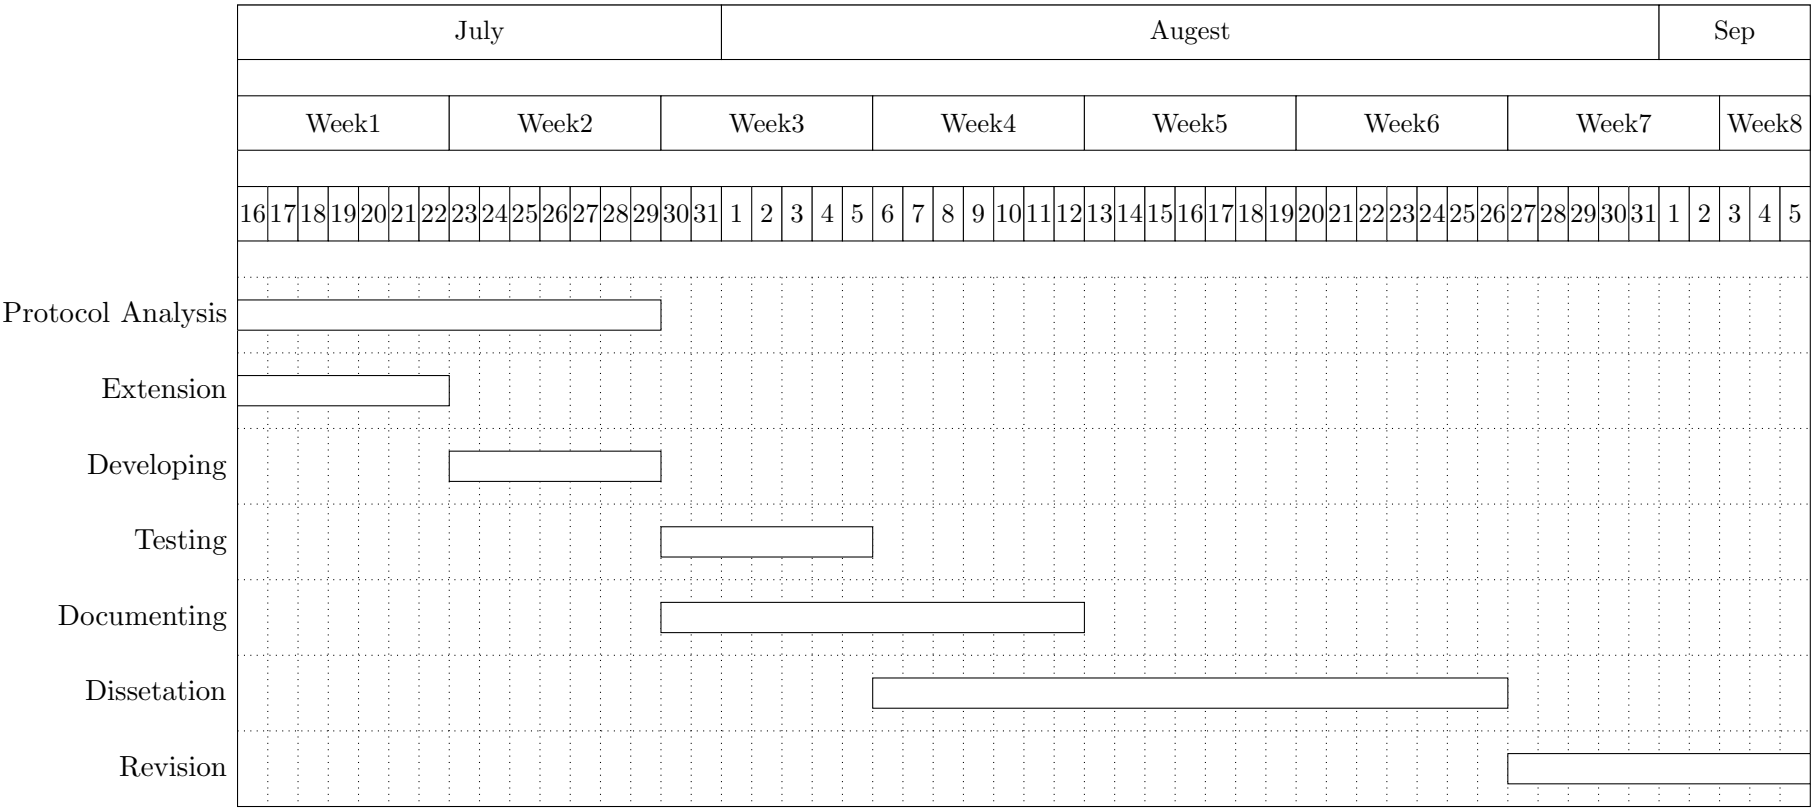 July Augest Sep
Week1 Week2 Week3 Week4 Week5 Week6 Week7 Week8
16 17 18 19 20 21 22 23 24 25 26 27 28 29 30 31 1 2 3 4 5 6 7 8 9 10 11 12 13 14 15 16 17 18 19 20 21 22 23 24 25 26 27 28 29 30 31 1 2 3 4 5
Protocol Analysis
Extension
Developing
Testing
Documenting
Dissetation
Revision